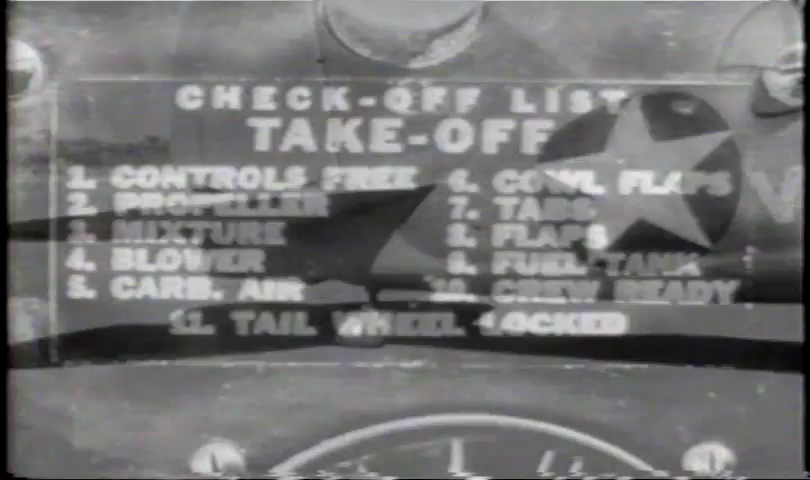 CHECK-OFF LIST
TAKE-OFF
1. CONTROLS FREE
2. PROPELLER
3. MIXTURE
4. BLOWER
5. CARB. AIR
6. COWL FLAPS
7. TABS
8. FLAPS
9. FUEL TANK
10. CREW READY
11. TAIL WHEEL LOCKED
V